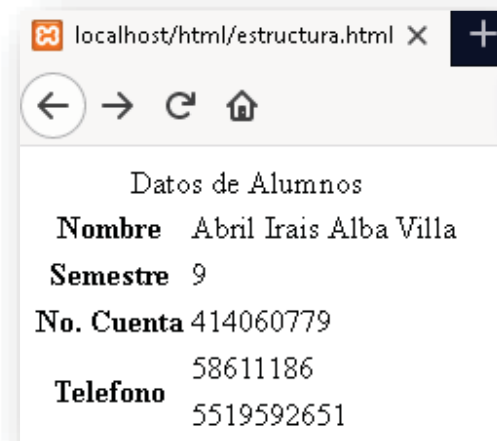 localhost/html/estructura.html
Datos de Alumnos
Nombre Abril Irais Alba Villa
Semestre 9
No. Cuenta 414060779
Telefono 58611186
5519592651